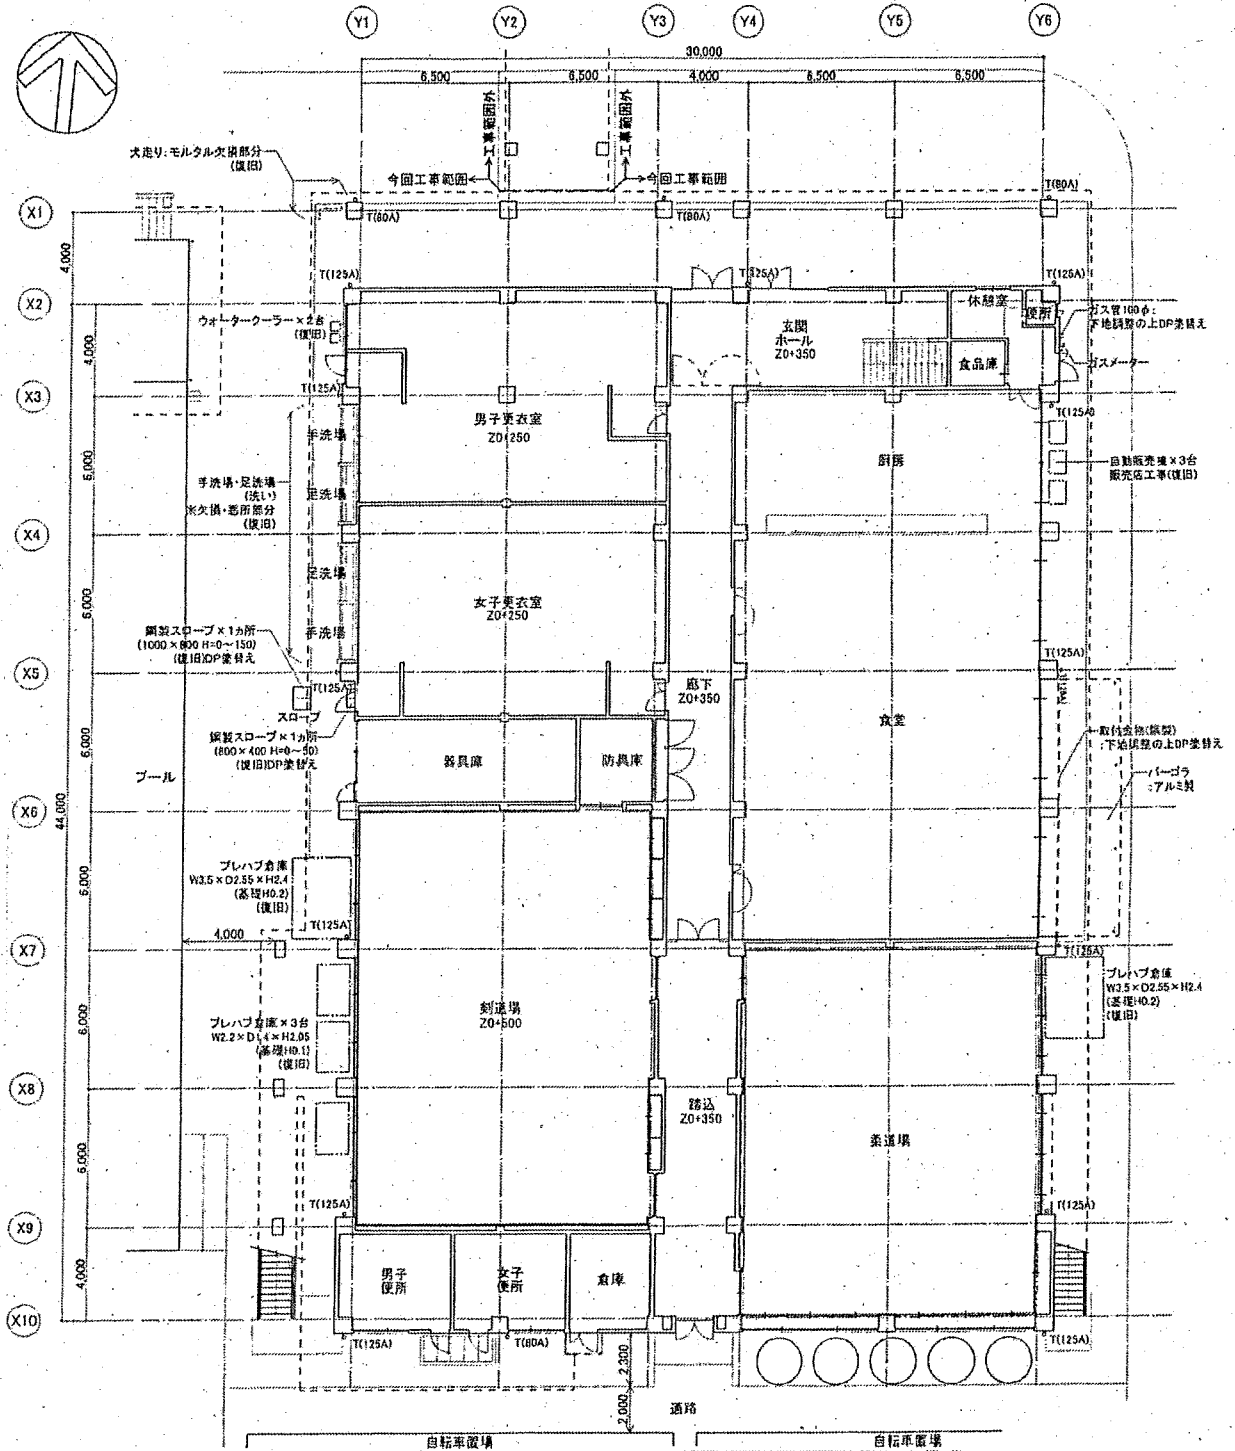 Y1
Y2
Y3
Y4
Y5
Y6
30,000
6,500
6,500
4,000
6,500
6,500
工事範囲外
工事範囲外
犬走り:モルタル欠損部分
(復旧)
今回工事範囲
今回工事範囲
T(80A)
X1
T(80A)
T(80A)
4,000
T(125A)
T(125A)
T(125A)
X2
休憩室
便所
ガス管100φ:
下地調整の上DP塗替え
ウォータークーラー×2台
(復旧)
玄関
ホール
Z0+350
4,000
食品庫
ガスメーター
T(125A)
X3
T(125A)
男子更衣室
Z0+250
手洗場
厨房
自動販売機×3台
販売店工事(復旧)
6,000
手洗場・足洗場
(洗い)
※欠損・悪所部分
(復旧)
足洗場
X4
足洗場
女子更衣室
Z0+250
6,000
手洗場
鋼製スロープ×1ヵ所
(1000×800 H=0~150)
(復旧)DP塗替え
T(125A)
X5
T(125A)
廊下
Z0+350
スロープ
食堂
鋼製スロープ×1ヵ所
(800×400 H=0~50)
(復旧)DP塗替え
取付金物(鋼製)
:下地調整の上DP塗替え
6,000
器具庫
防具庫
プール
パーゴラ
:アルミ製
X6
44,000
プレハブ倉庫
W3.5×D2.55×H2.4
(基礎H0.2)
(復旧)
6,000
T(125A)
4,000
X7
T(125A)
プレハブ倉庫
W3.5×D2.55×H2.4
(基礎H0.2)
(復旧)
剣道場
Z0+500
プレハブ倉庫×3台
W2.2×D1.4×H2.05
(基礎H0.1)
(復旧)
6,000
X8
踏込
Z0+350
柔道場
6,000
T(125A)
T(125A)
X9
4,000
男子
便所
女子
便所
倉庫
X10
T(125A)
T(80A)
T(125A)
2,300
2,000
通路
自転車置場
自転車置場